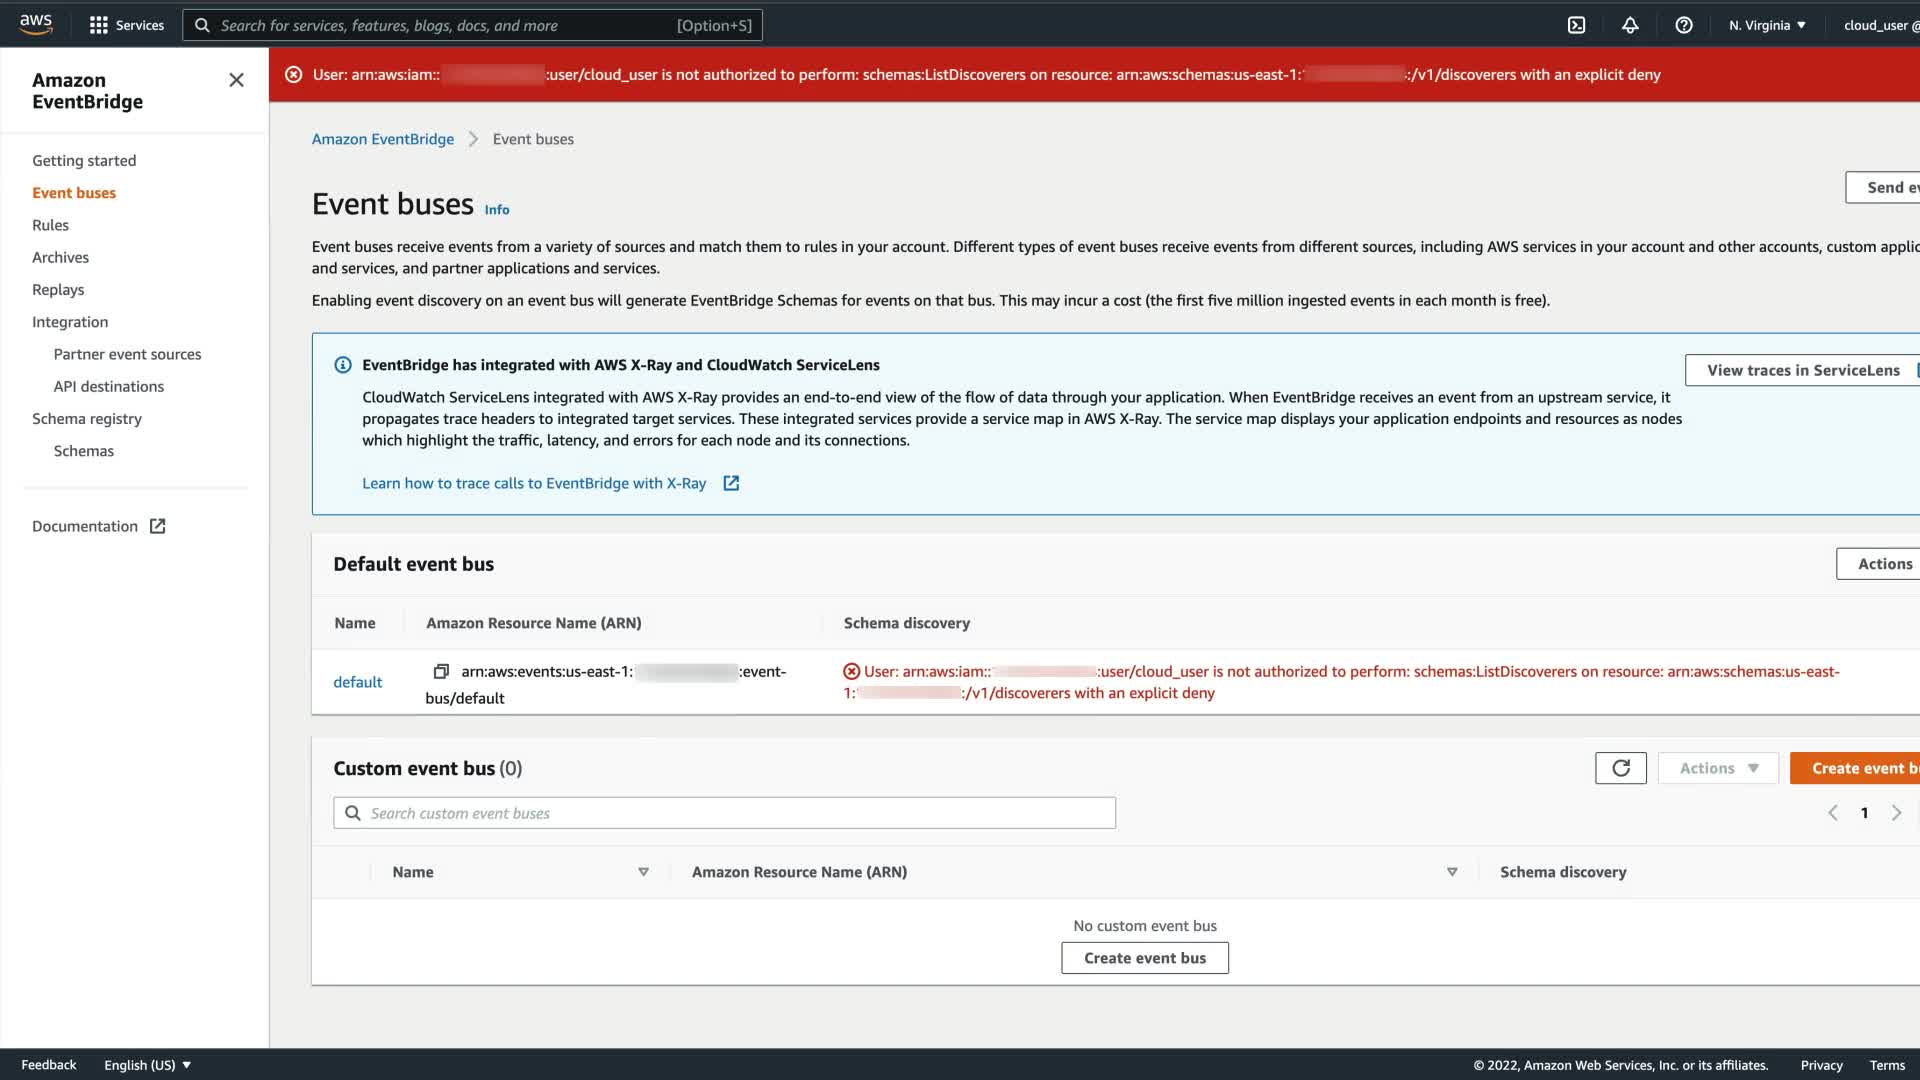 aws
Services
Search for services, features, blogs, docs, and more [Option+S]
N. Virginia
cloud_user @
Amazon
EventBridge
Getting started
Event buses
Rules
Archives
Replays
Integration
Partner event sources
API destinations
Schema registry
Schemas
Documentation
User: arn:aws:iam:: :user/cloud_user is not authorized to perform: schemas:ListDiscoverers on resource: arn:aws:schemas:us-east-1: :/v1/discoverers with an explicit deny
Amazon EventBridge > Event buses
Event buses Info
Send ev
Event buses receive events from a variety of sources and match them to rules in your account. Different types of event buses receive events from different sources, including AWS services in your account and other accounts, custom applic
and services, and partner applications and services.
Enabling event discovery on an event bus will generate EventBridge Schemas for events on that bus. This may incur a cost (the first five million ingested events in each month is free).
EventBridge has integrated with AWS X-Ray and CloudWatch ServiceLens
View traces in ServiceLens
CloudWatch ServiceLens integrated with AWS X-Ray provides an end-to-end view of the flow of data through your application. When EventBridge receives an event from an upstream service, it
propagates trace headers to integrated target services. These integrated services provide a service map in AWS X-Ray. The service map displays your application endpoints and resources as nodes
which highlight the traffic, latency, and errors for each node and its connections.
Learn how to trace calls to EventBridge with X-Ray
Default event bus
Actions
Name Amazon Resource Name (ARN) Schema discovery
default
arn:aws:events:us-east-1: :event-
bus/default
User: arn:aws:iam:: :user/cloud_user is not authorized to perform: schemas:ListDiscoverers on resource: arn:aws:schemas:us-east-
1: :/v1/discoverers with an explicit deny
Custom event bus (0)
Actions
Create event b
Search custom event buses
1
Name Amazon Resource Name (ARN) Schema discovery
No custom event bus
Create event bus
Feedback English (US)
© 2022, Amazon Web Services, Inc. or its affiliates. Privacy Terms